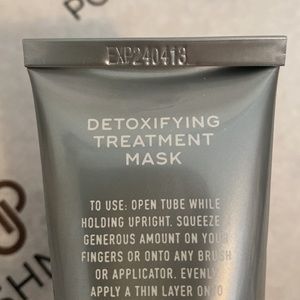 EXP240413
DETOXIFYING
TREATMENT
MASK
TO USE: OPEN TUBE WHILE
HOLDING UPRIGHT. SQUEEZE
GENEROUS AMOUNT ON YOUR
FINGERS OR ONTO ANY BRUSH
OR APPLICATOR. EVENLY
APPLY A THIN LAYER ONTO